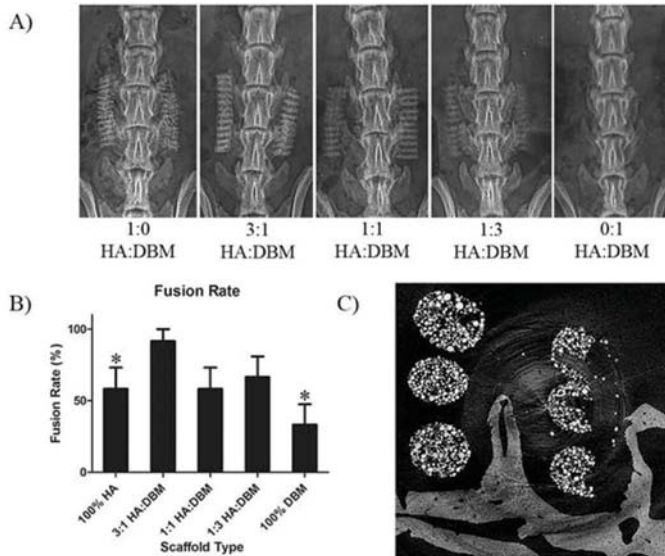 A)
1:0
HA:DBM
3:1
HA:DBM
1:1
HA:DBM
1:3
HA:DBM
0:1
HA:DBM
B)
Fusion Rate
Fusion Rate (%)
100
50
0
*
*
100% HA
3:1 HA:DBM
1:1 HA:DBM
1:3 HA:DBM
100% DBM
Scaffold Type
C)